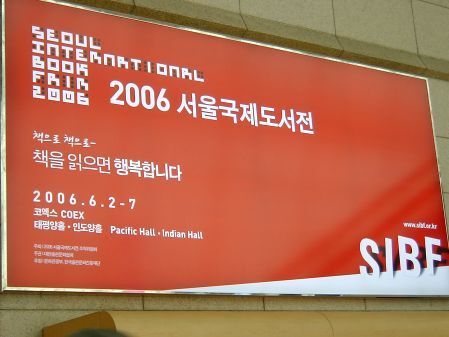 SEOUL
INTERNATIONAL
BOOK
FAIR
2006
2006 서울국제도서전
책으로 책으로~
책을 읽으면 행복합니다
2006.6.2-7
코엑스 COEX
태평양홀 · 인도양홀 Pacific Hall · Indian Hall
www.sibf.or.kr
SIBF